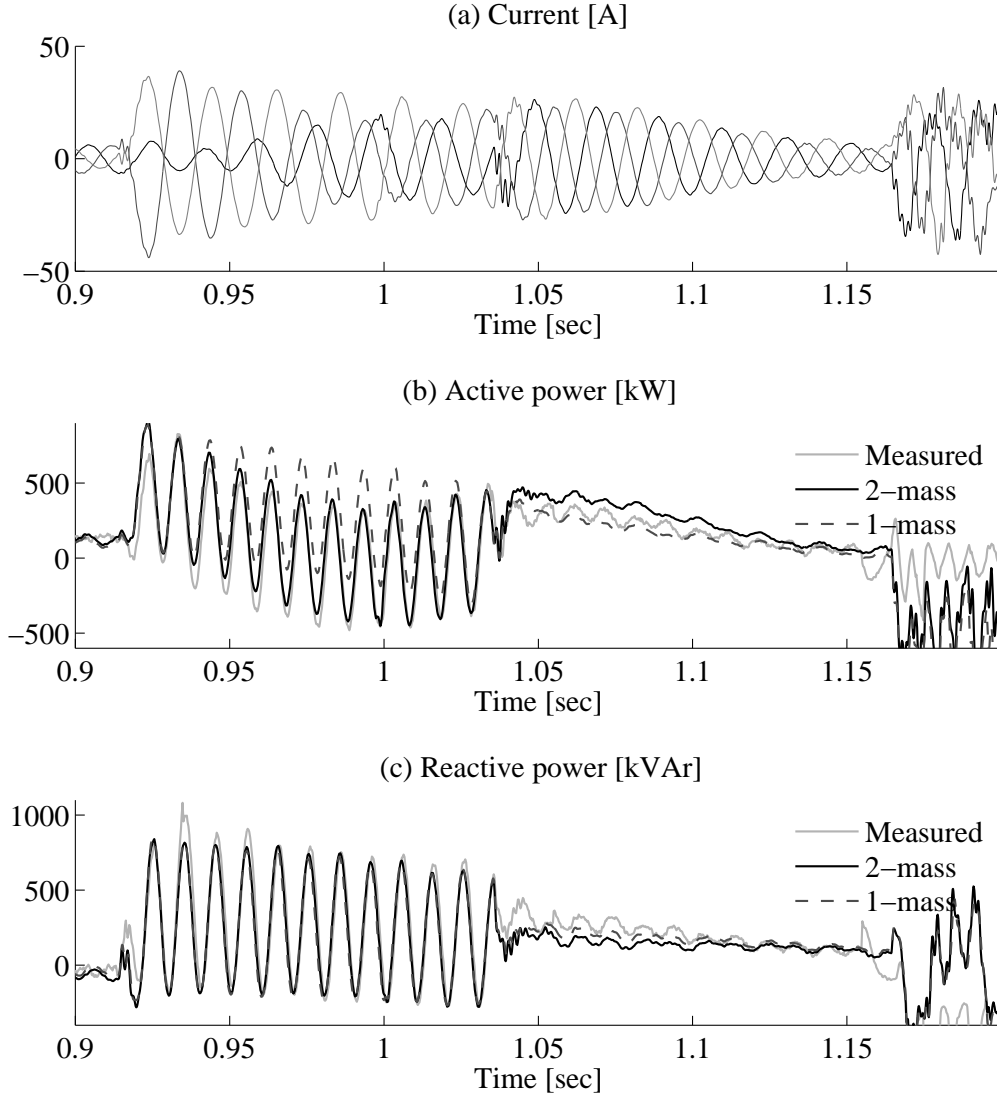 (a) Current [A]
50
0
−50
0.9 0.95 1 1.05 1.1 1.15
Time [sec]
(b) Active power [kW]
500
0
−500
Measured
2−mass
1−mass
0.9 0.95 1 1.05 1.1 1.15
Time [sec]
(c) Reactive power [kVAr]
1000
500
0
Measured
2−mass
1−mass
0.9 0.95 1 1.05 1.1 1.15
Time [sec]